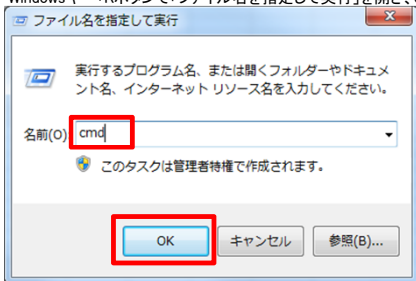 ファイル名を指定して実行
実行するプログラム名、または開くフォルダーやドキュメ
ント名、インターネット リソース名を入力してください。
名前(O)
cmd
このタスクは管理者特権で作成されます。
OK
キャンセル
参照(B)...